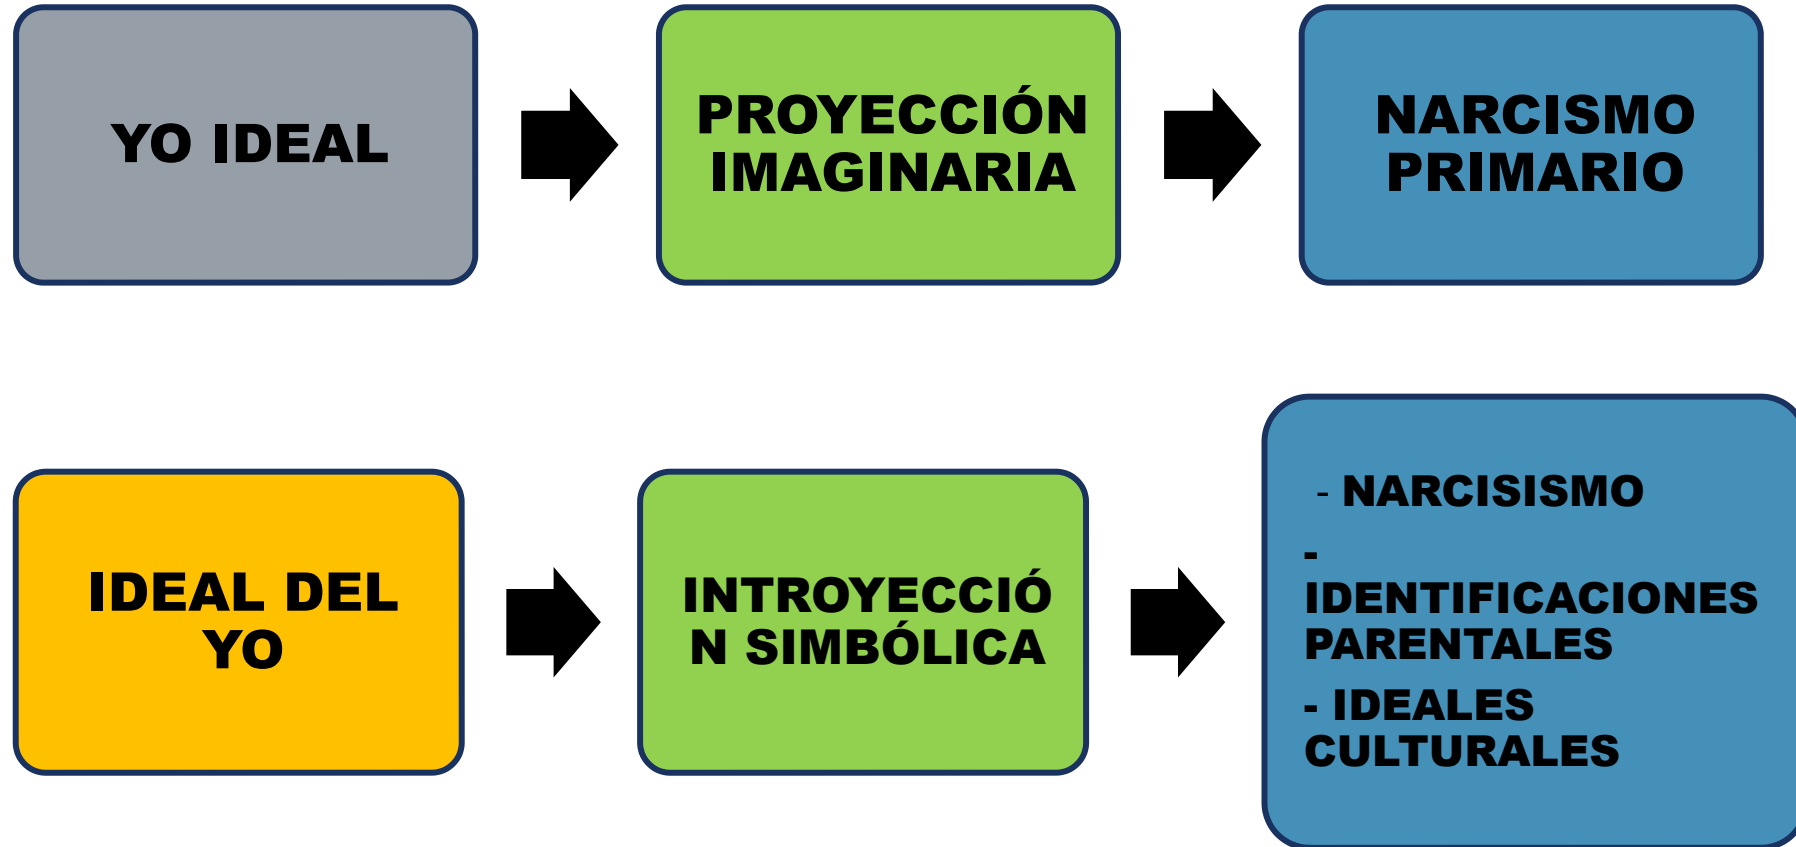 YO IDEAL
PROYECCIÓN
IMAGINARIA
NARCISMO
PRIMARIO
IDEAL DEL
YO
INTROYECCIÓ
N SIMBÓLICA
- NARCISISMO
-
IDENTIFICACIONES
PARENTALES
- IDEALES
CULTURALES